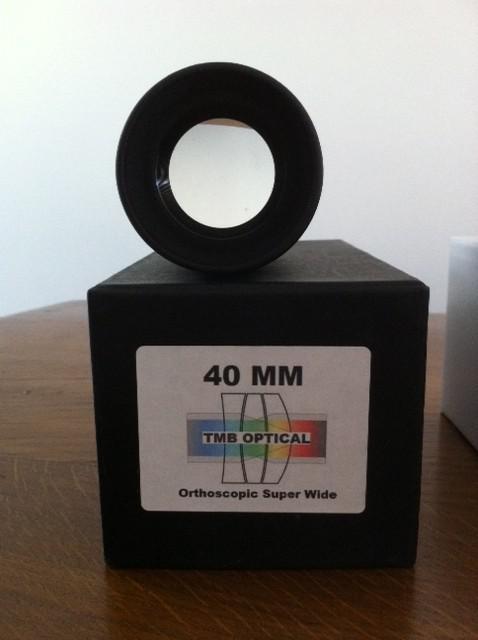 40 MM
TMB OPTICAL
Orthoscopic Super Wide